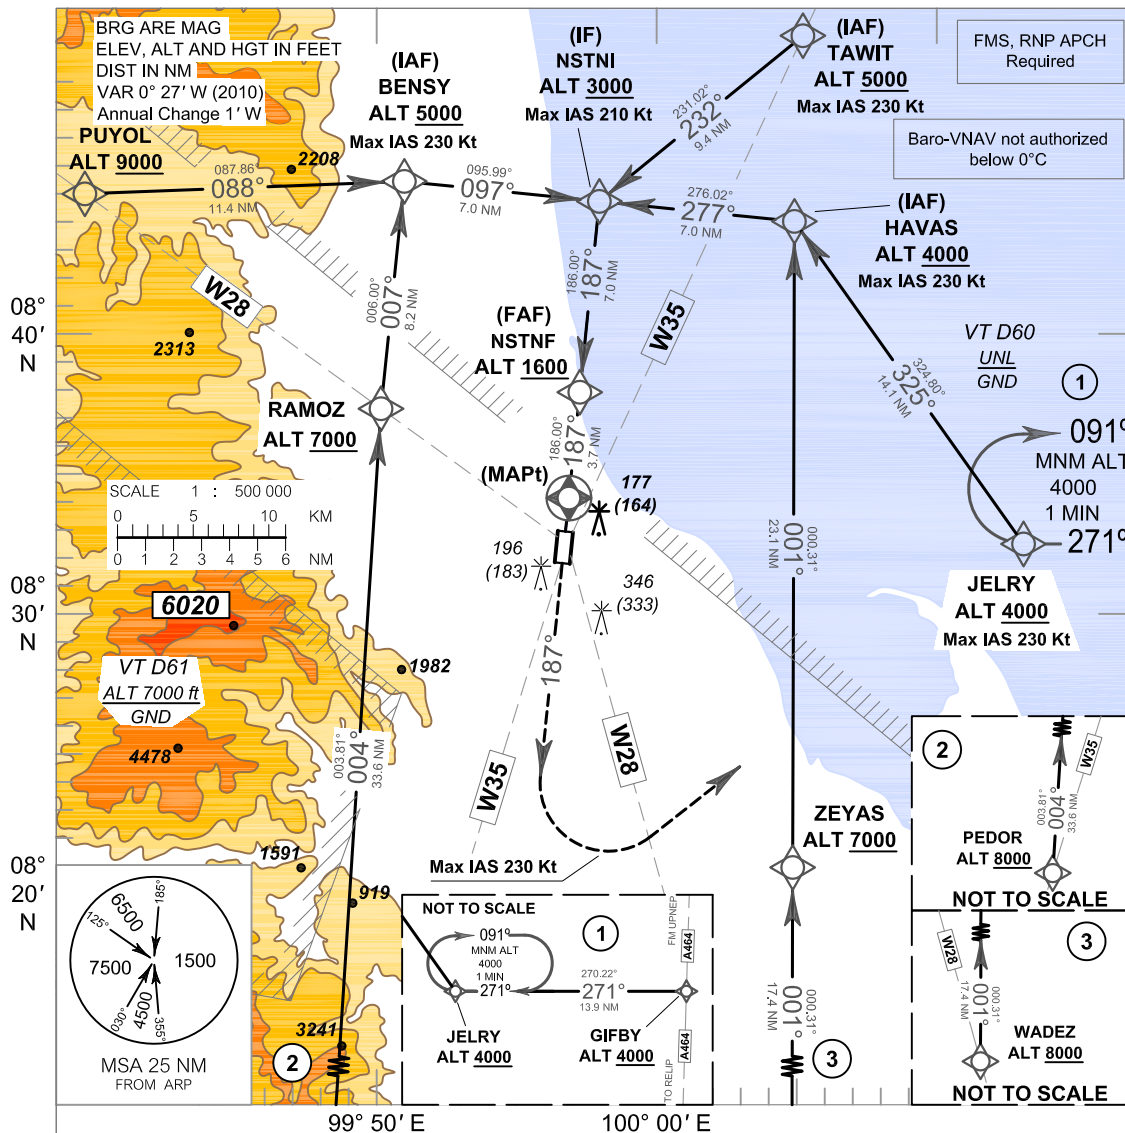 BRG ARE MAG
ELEV, ALT AND HGT IN FEET
DIST IN NM
VAR 0° 27′ W (2010)
Annual Change 1′ W
PUYOL
ALT 9000
2208
087.86°
088°
11.4 NM
(IAF)
BENSY
ALT 5000
Max IAS 230 Kt
095.99°
097°
7.0 NM
(IF)
NSTNI
ALT 3000
Max IAS 210 Kt
231.02°
232°
9.4 NM
(IAF)
TAWIT
ALT 5000
Max IAS 230 Kt
FMS, RNP APCH
Required
Baro-VNAV not authorized
below 0°C
276.02°
277°
7.0 NM
(IAF)
HAVAS
ALT 4000
Max IAS 230 Kt
W28
006.00°
007°
8.2 NM
186.00°
187°
7.0 NM
W35
08°
40′
N
2313
(FAF)
NSTNF
ALT 1600
VT D60
UNL
GND
324.80°
325°
14.1 NM
1
091º
MNM ALT
4000
1 MIN
271º
RAMOZ
ALT 7000
186.00°
187°
3.7 NM
(MAPt)
177
(164)
SCALE 1 : 500 000
0 5 10 KM
0 1 2 3 4 5 6 NM
196
(183)
346
(333)
000.31°
001°
23.1 NM
JELRY
ALT 4000
Max IAS 230 Kt
08°
30′
N
6020
1982
VT D61
ALT 7000 ft
GND
4478
187°
003.81°
004°
33.6 NM
W35
W28
Max IAS 230 Kt
ZEYAS
ALT 7000
2
W35
003.81°
004°
33.6 NM
PEDOR
ALT 8000
NOT TO SCALE
08°
20′
N
1591
919
6500
185°
125°
7500
1500
030°
4500
355°
MSA 25 NM
FROM ARP
3241
2
NOT TO SCALE
1
091º
MNM ALT
4000
1 MIN
271º
270.22°
271°
13.9 NM
JELRY
ALT 4000
GIFBY
ALT 4000
FM UPNEP
A464
A464
TO RELIP
000.31°
001°
17.4 NM
3
W28
000.31°
001°
17.4 NM
3
WADEZ
ALT 8000
NOT TO SCALE
99° 50′ E
100° 00′ E